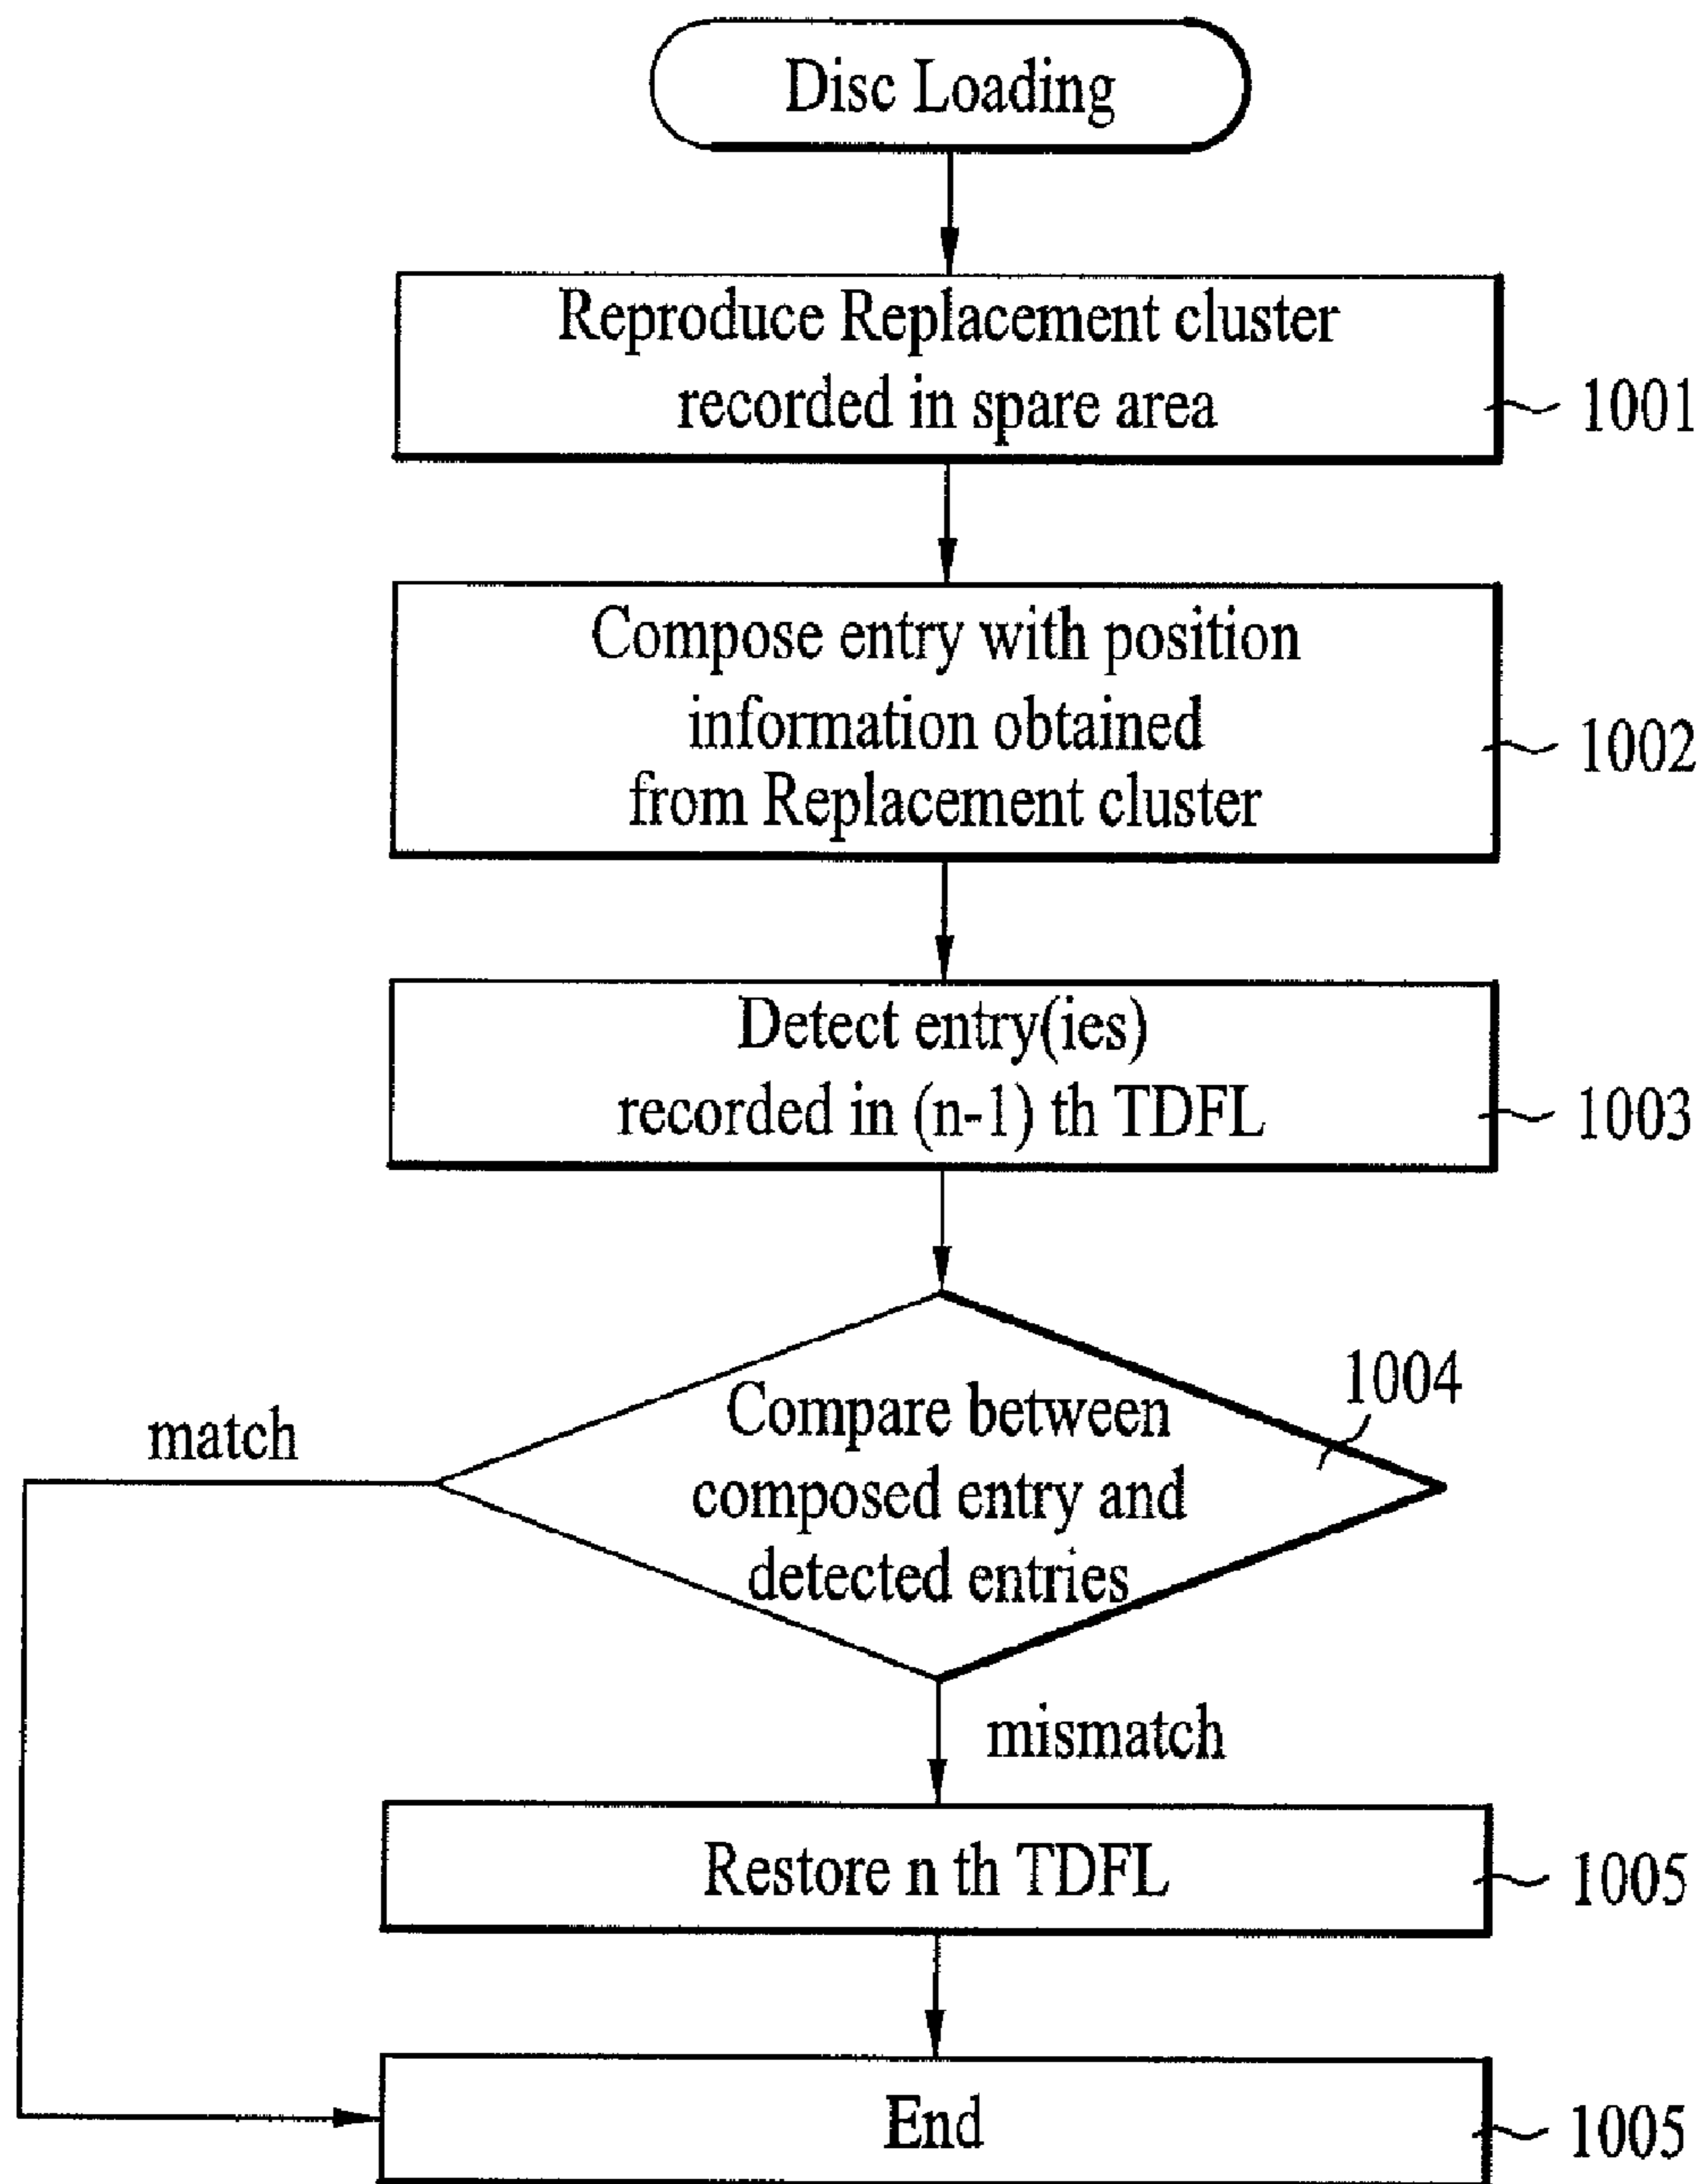 Disc Loading
Reproduce Replacement cluster
recorded in spare area
1001
Compose entry with position
information obtained
from Replacement cluster
1002
Detect entry(ies)
recorded in (n-1) th TDFL
1003
Compare between
composed entry and
detected entries
1004
match
mismatch
Restore n th TDFL
1005
End
1005